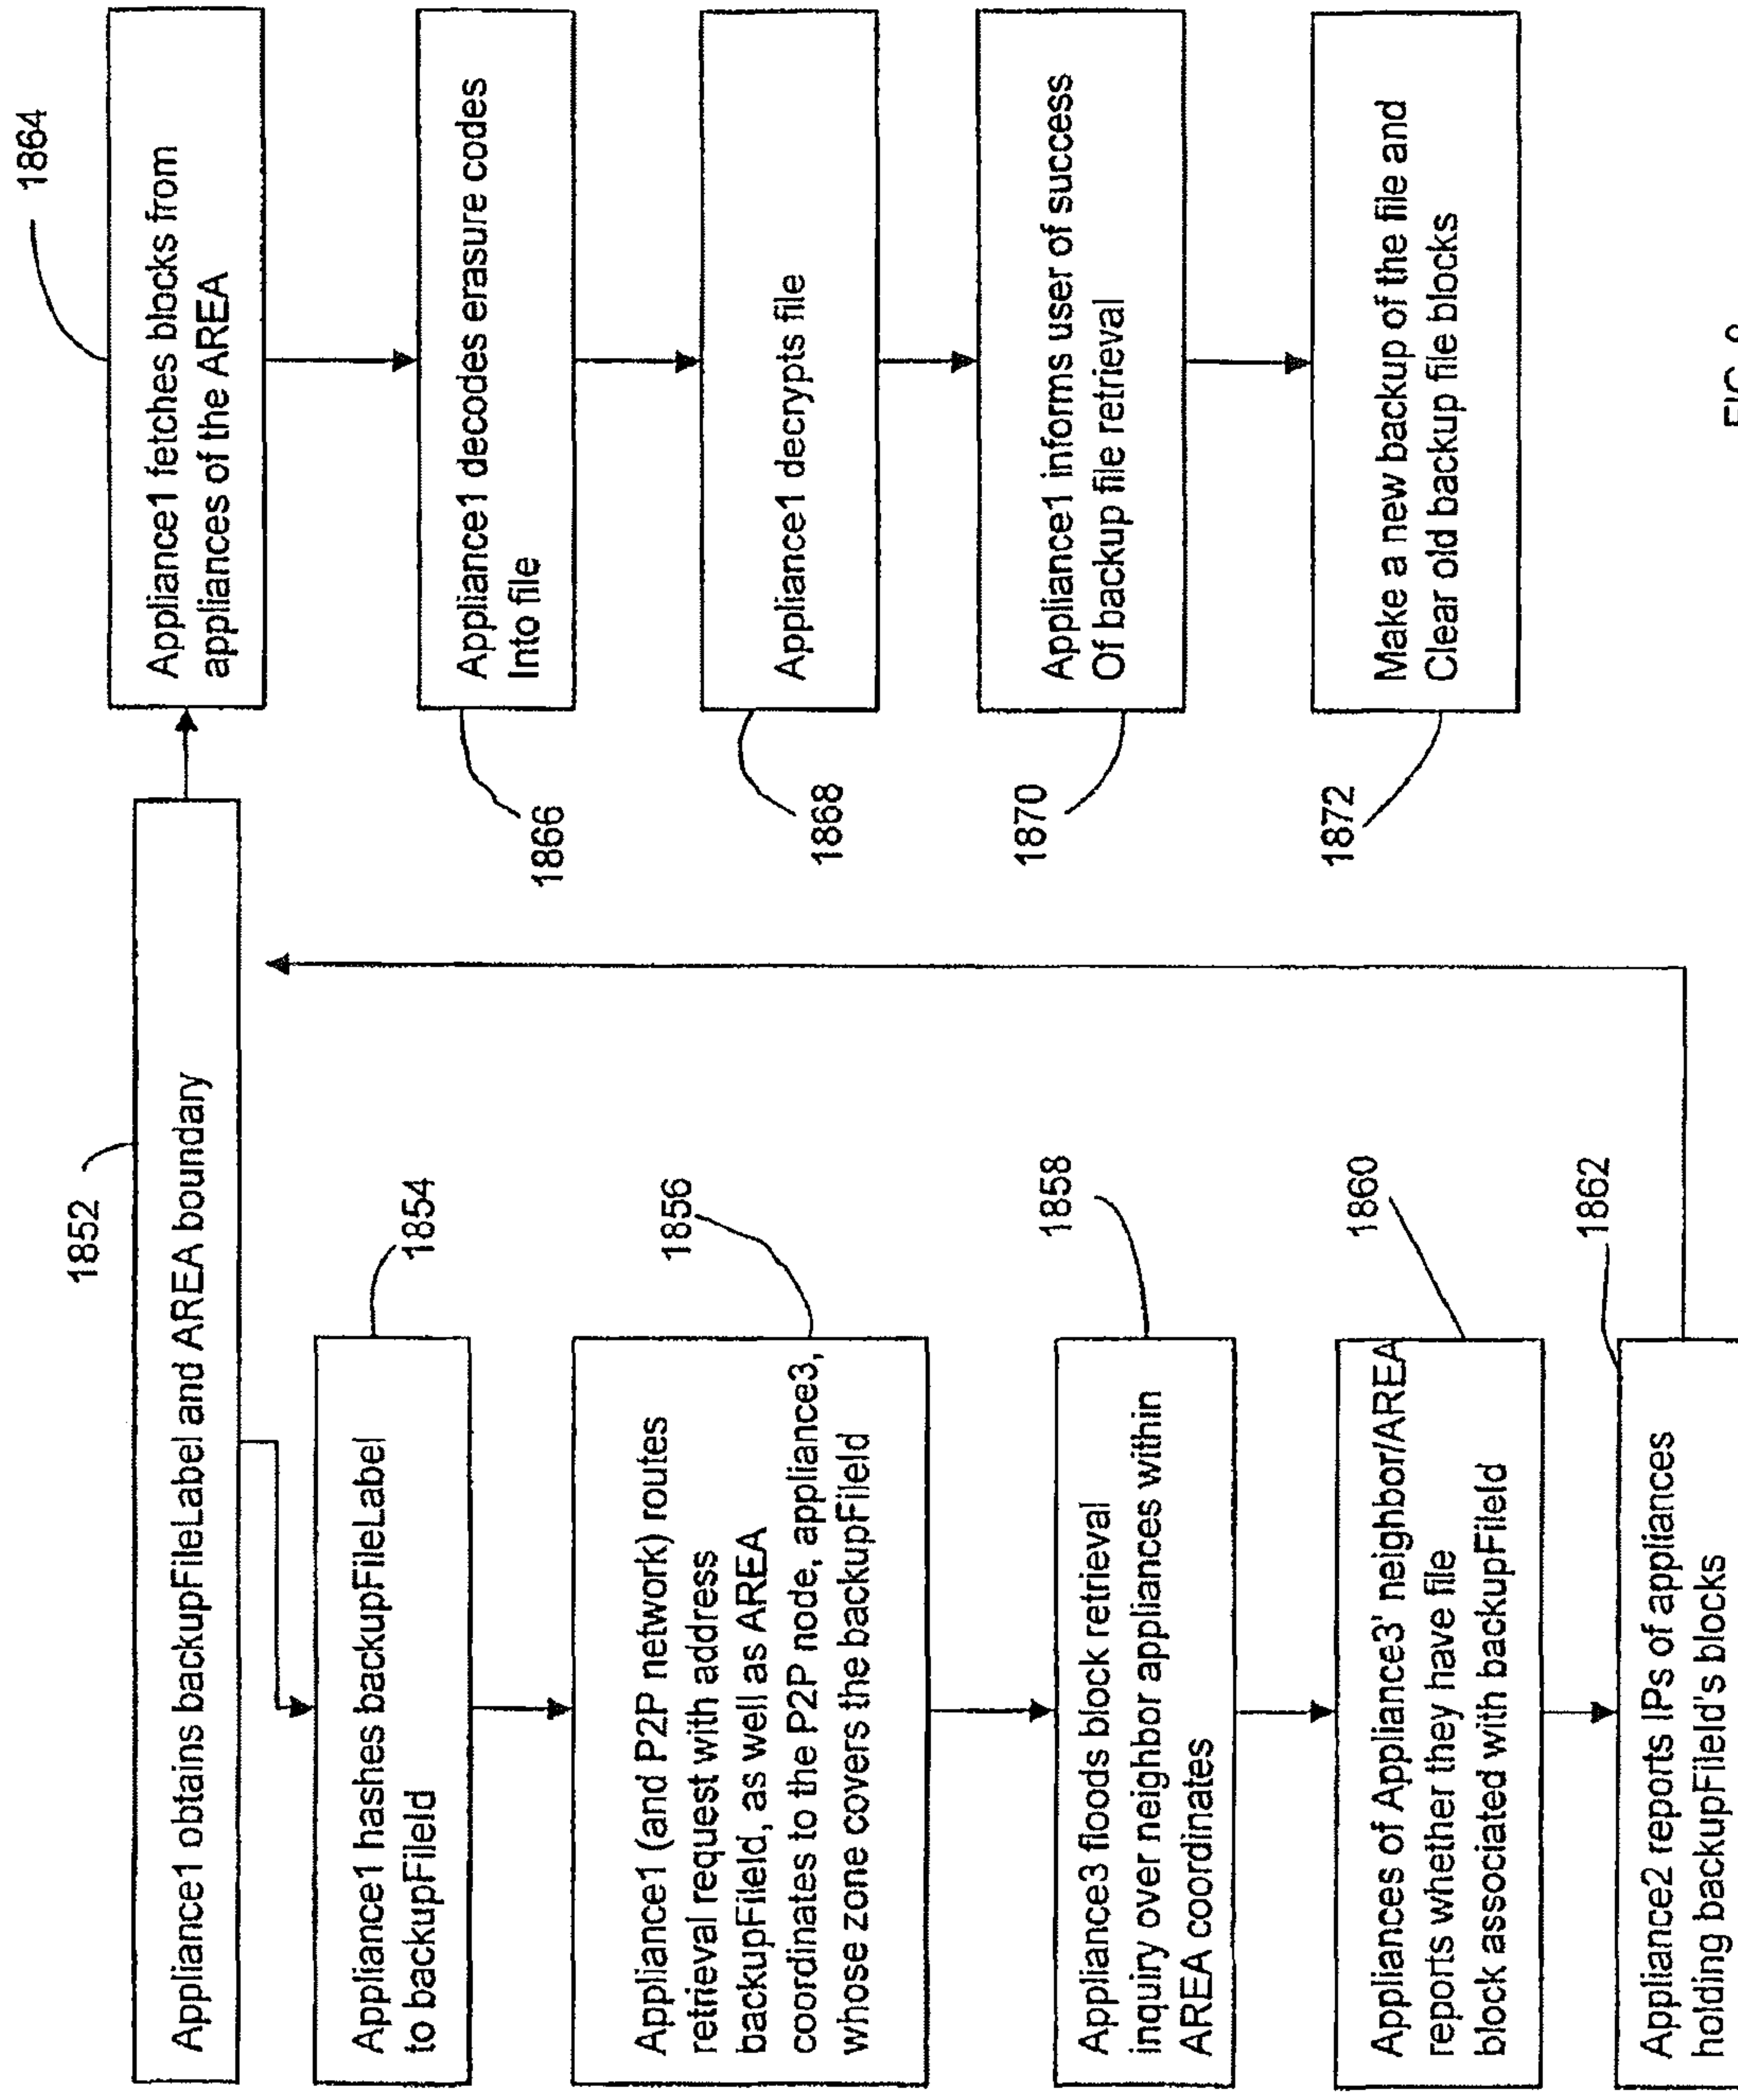 1852
Appliance1 obtains backupFileLabel and AREA boundary
1854
Appliance1 hashes backupFileLabel
to backupFileId
1856
Appliance1 (and P2P network) routes
retrieval request with address
backupFileId, as well as AREA
coordinates to the P2P node, appliance3,
whose zone covers the backupFileId
1858
Appliance3 floods block retrieval
inquiry over neighbor appliances within
AREA coordinates
1860
Appliances of Appliance3' neighbor/AREA
reports whether they have file
block associated with backupFileId
1862
Appliance2 reports IPs of appliances
holding backupFileId's blocks
1864
Appliance1 fetches blocks from
appliances of the AREA
1866
Appliance1 decodes erasure codes
Into file
1868
Appliance1 decrypts file
1870
Appliance1 informs user of success
Of backup file retrieval
1872
Make a new backup of the file and
Clear old backup file blocks
FIG.